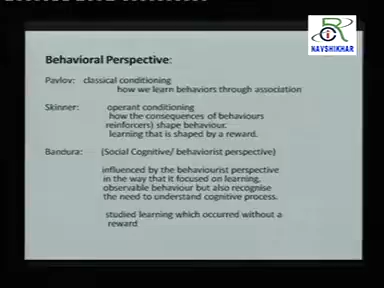 NAVSHIKHAR
Behavioral Perspective:
Pavlov: classical conditioning
how we learn behaviors through association
Skinner: operant conditioning
how the consequences of behaviours
reinforcers) shape behaviour.
learning that is shaped by a reward.
Bandura: (Social Cognitive/ behaviorist perspective)
influenced by the behaviourist perspective
in the way that it focused on learning,
observable behaviour but also recognise
the need to understand cognitive process.
studied learning which occurred without a
reward